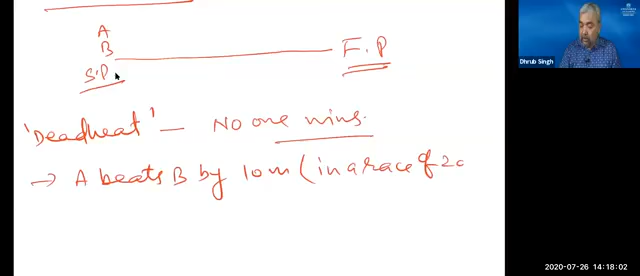 A
B
S.P
F.P
'Deadheat' — No one wins.
→ A beats B by 10m (in a race of 20
Dhrub Singh
2020-07-26 14:18:02